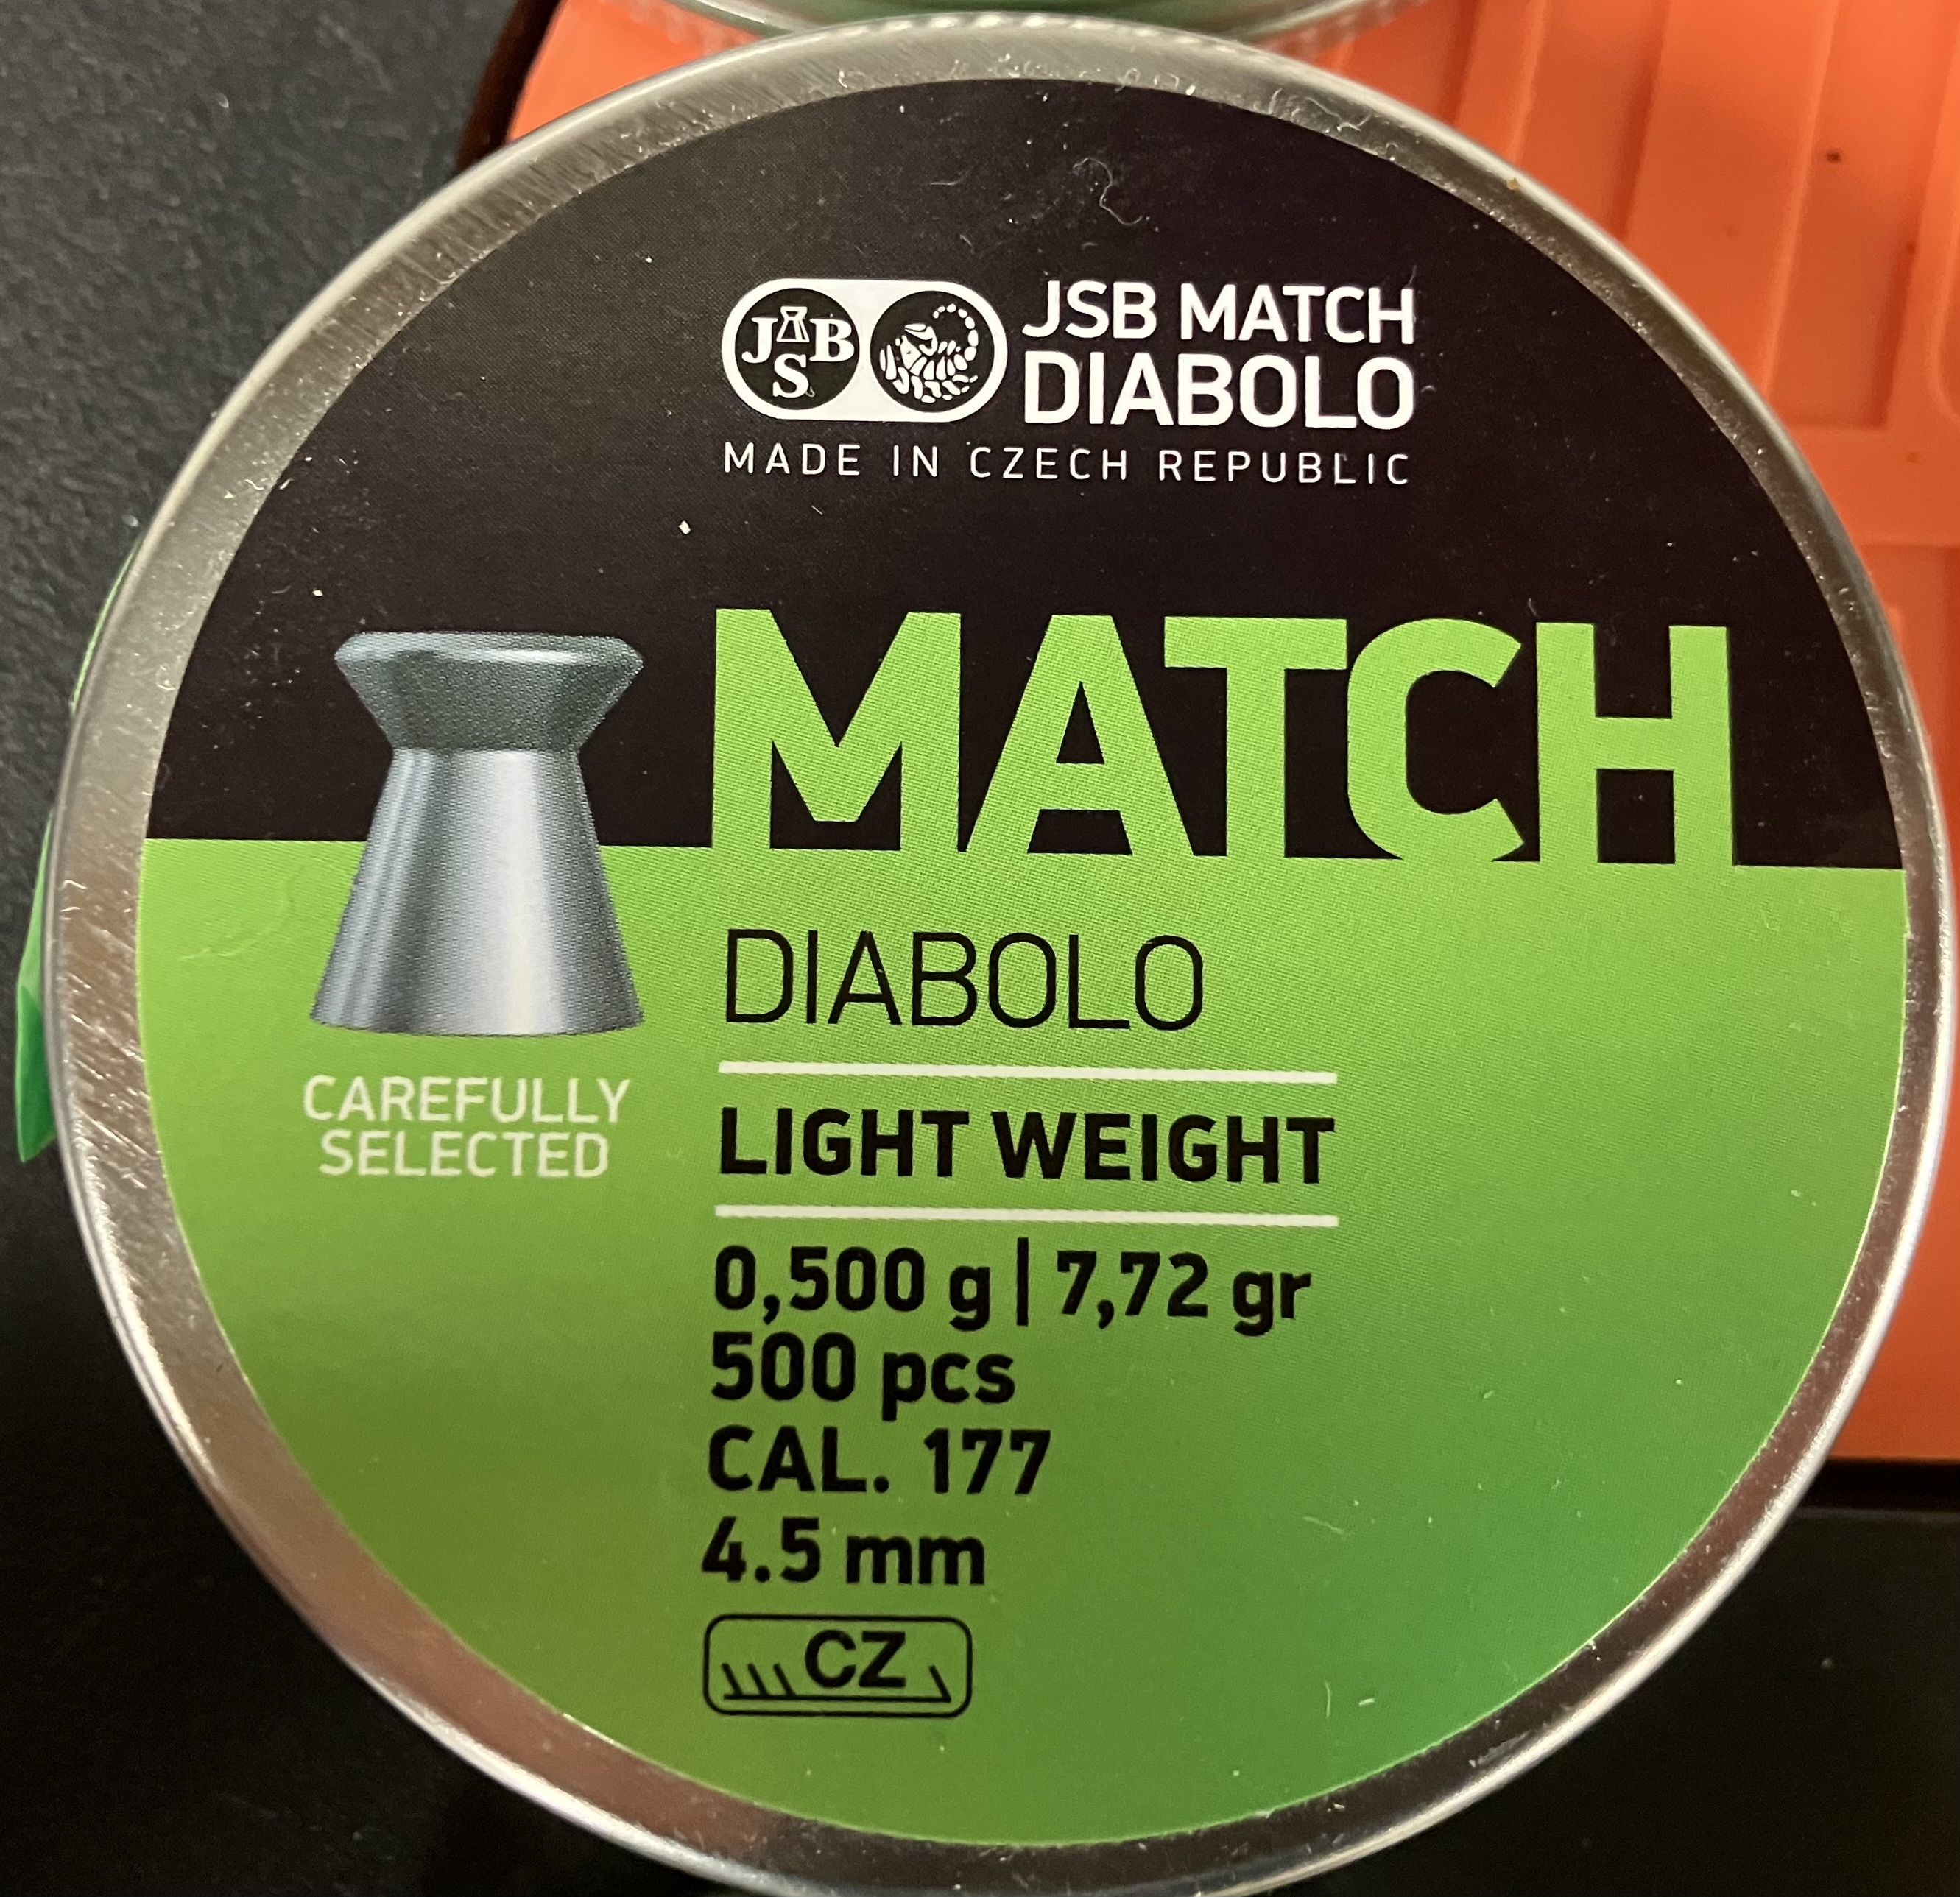 JSB
JSB MATCH
DIABOLO
MADE IN CZECH REPUBLIC
MATCH
DIABOLO
CAREFULLY
SELECTED
LIGHT WEIGHT
0,500 g | 7,72 gr
500 pcs
CAL. 177
4.5 mm
CZ